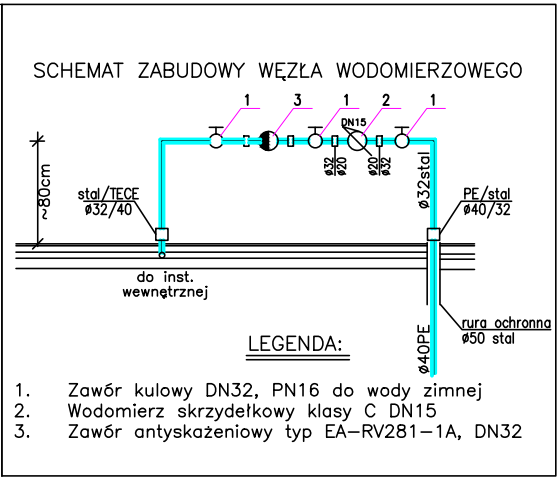 SCHEMAT ZABUDOWY WĘZŁA WODOMIERZOWEGO
1 3 1 2 1
DN15
ø32
ø20
ø20
ø32
~80cm
stal/TECE
ø32/40
ø32stal
PE/stal
ø40/32
do inst.
wewnętrznej
rura ochronna
ø50 stal
ø40PE
LEGENDA:
1. Zawór kulowy DN32, PN16 do wody zimnej
2. Wodomierz skrzydełkowy klasy C DN15
3. Zawór antyskażeniowy typ EA-RV281-1A, DN32